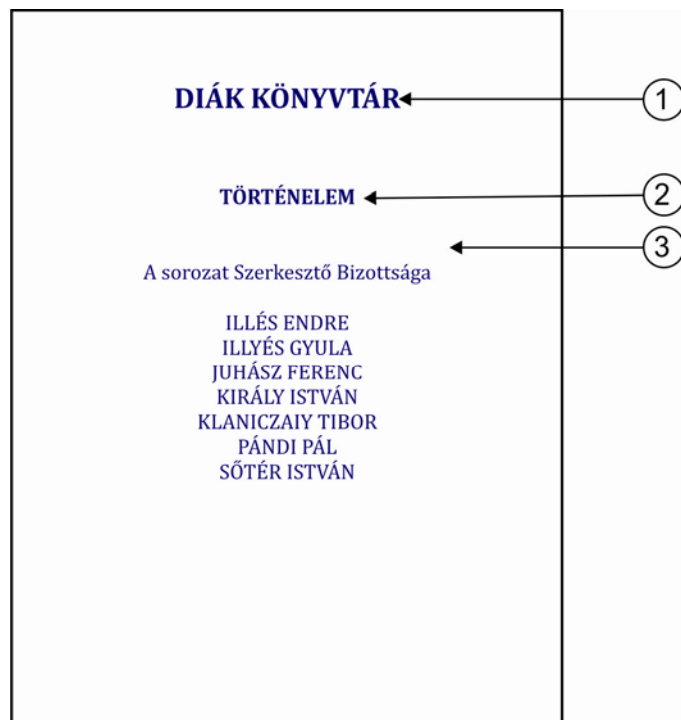 DIÁK KÖNYVTÁR
1
TÖRTÉNELEM
2
3
A sorozat Szerkesztő Bizottsága
ILLÉS ENDRE
ILLYÉS GYULA
JUHÁSZ FERENC
KIRÁLY ISTVÁN
KLANICZAIY TIBOR
PÁNDI PÁL
SŐTÉR ISTVÁN